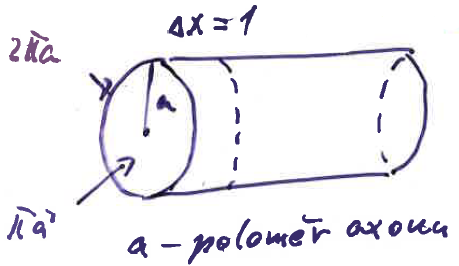 Δx = 1
2πa
a
πa²
a - poloměr axonu